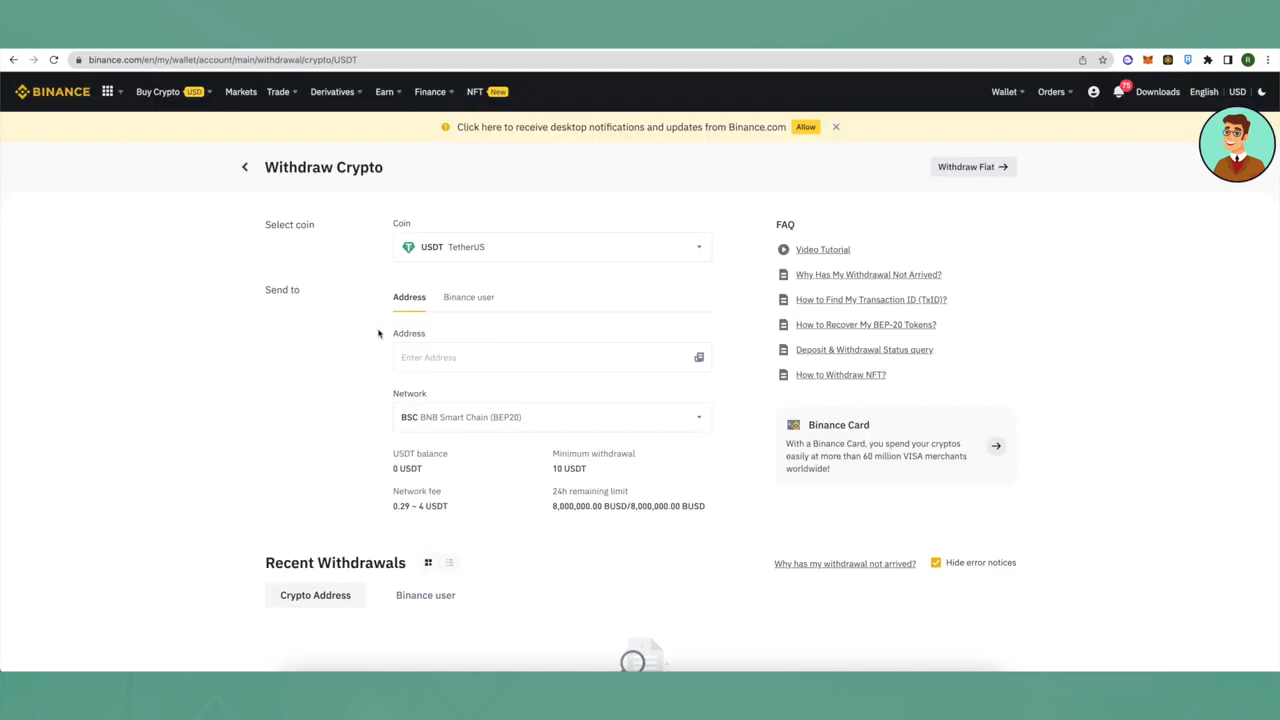 binance.com/en/my/wallet/account/main/withdrawal/crypto/USDT
R
BINANCE Buy Crypto USD Markets Trade Derivatives Earn Finance NFT New Wallet Orders 75 Downloads English USD
Click here to receive desktop notifications and updates from Binance.com Allow
Withdraw Crypto
Withdraw Fiat
Select coin
Coin
USDT TetherUS
Send to
Address Binance user
Address
Enter Address
Network
BSC BNB Smart Chain (BEP20)
USDT balance
0 USDT
Minimum withdrawal
10 USDT
Network fee
0.29 ~ 4 USDT
24h remaining limit
8,000,000.00 BUSD/8,000,000.00 BUSD
FAQ
Video Tutorial
Why Has My Withdrawal Not Arrived?
How to Find My Transaction ID (TxID)?
How to Recover My BEP-20 Tokens?
Deposit & Withdrawal Status query
How to Withdraw NFT?
Binance Card
With a Binance Card, you spend your cryptos
easily at more than 60 million VISA merchants
worldwide!
Recent Withdrawals
Why has my withdrawal not arrived?
Hide error notices
Crypto Address Binance user